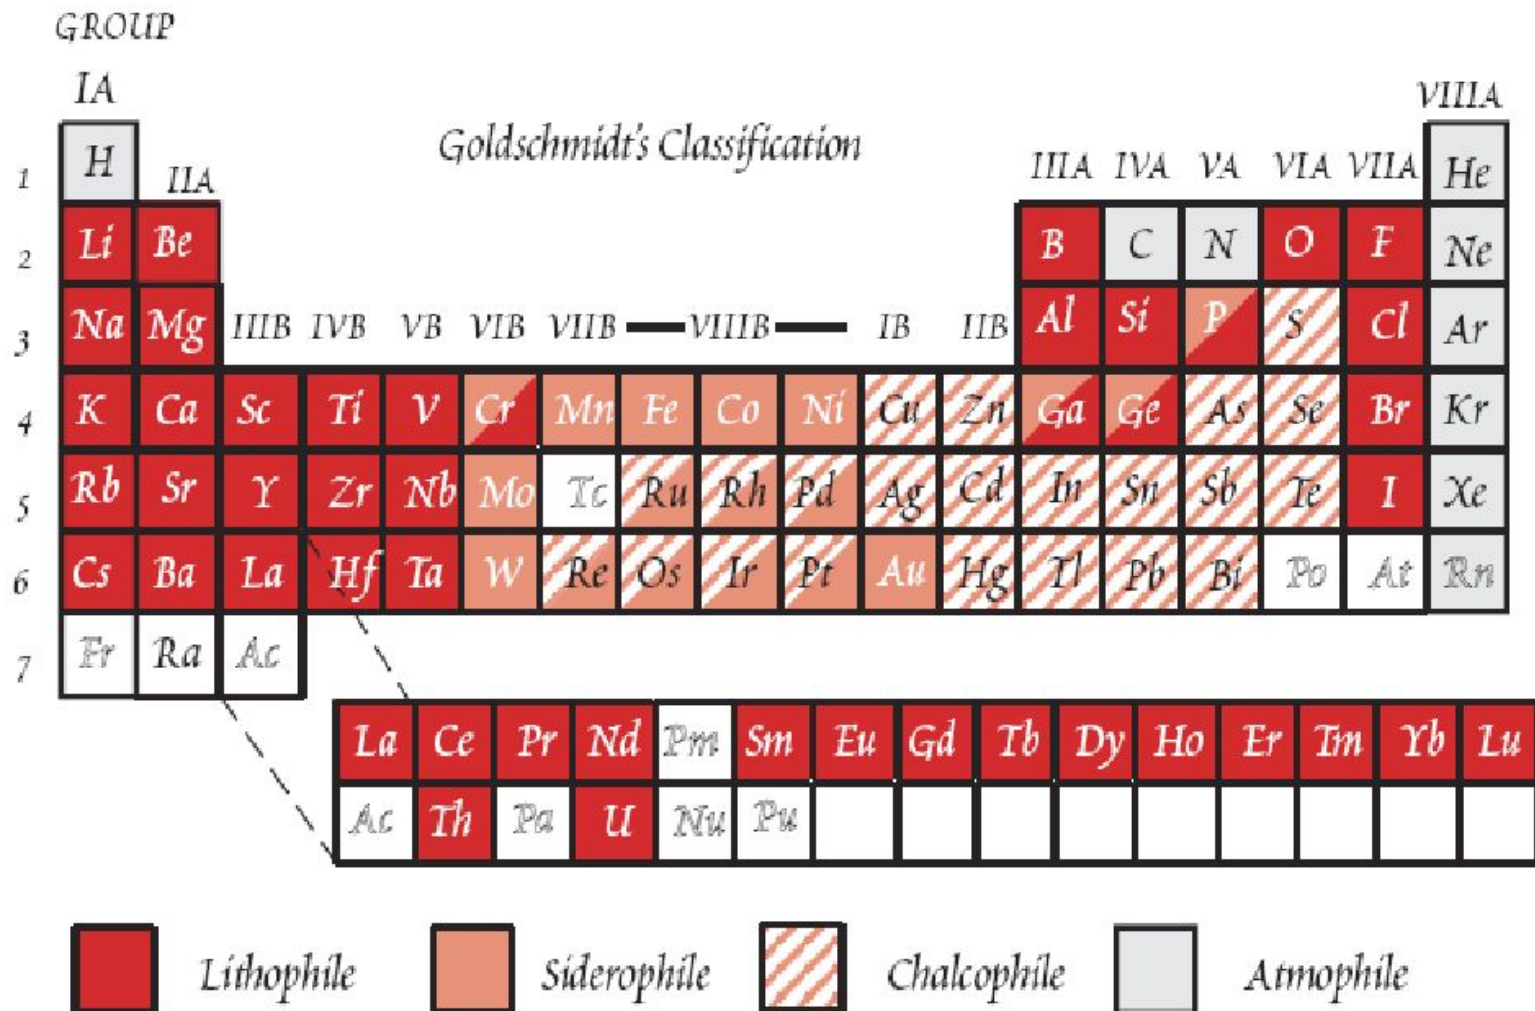 GROUP
IA
VIIIA
Goldschmidt's Classification
1 H IIA IIIA IVA VA VIA VIIA He
2 Li Be B C N O F Ne
3 Na Mg IIIB IVB VB VIB VIIB VIIIB IB IIB Al Si P S Cl Ar
4 K Ca Sc Ti V Cr Mn Fe Co Ni Cu Zn Ga Ge As Se Br Kr
5 Rb Sr Y Zr Nb Mo Tc Ru Rh Pd Ag Cd In Sn Sb Te I Xe
6 Cs Ba La Hf Ta W Re Os Ir Pt Au Hg Tl Pb Bi Po At Rn
7 Fr Ra Ac
La Ce Pr Nd Pm Sm Eu Gd Tb Dy Ho Er Tm Yb Lu
Ac Th Pa U Nu Pu
Lithophile Siderophile Chalcophile Atmophile